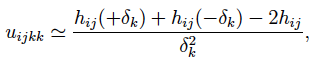 u_{ijkk} \simeq \frac{h_{ij}(+\delta_k) + h_{ij}(-\delta_k) - 2h_{ij}}{\delta_k^2},